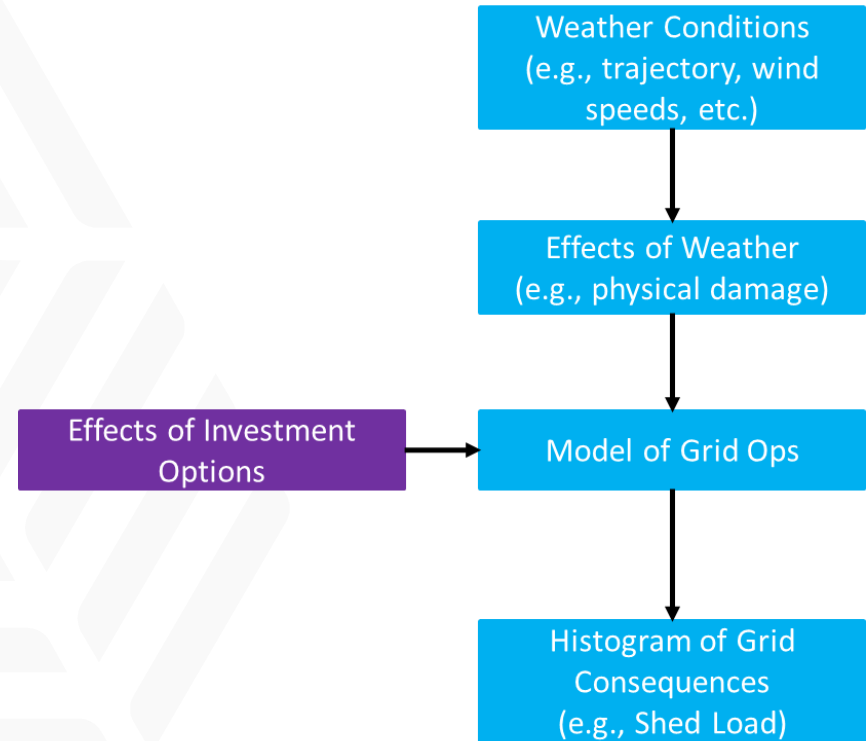 Weather Conditions
(e.g., trajectory, wind
speeds, etc.)
Effects of Weather
(e.g., physical damage)
Effects of Investment
Options
Model of Grid Ops
Histogram of Grid
Consequences
(e.g., Shed Load)